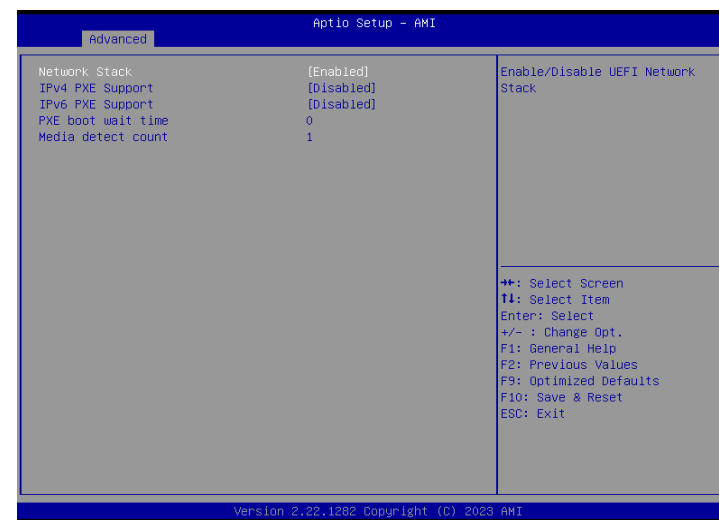 Aptio Setup – AMI
Advanced
Network Stack [Enabled]
IPv4 PXE Support [Disabled]
IPv6 PXE Support [Disabled]
PXE boot wait time 0
Media detect count 1
Enable/Disable UEFI Network
Stack
→←: Select Screen
↑↓: Select Item
Enter: Select
+/- : Change Opt.
F1: General Help
F2: Previous Values
F9: Optimized Defaults
F10: Save & Reset
ESC: Exit
Version 2.22.1282 Copyright (C) 2023 AMI